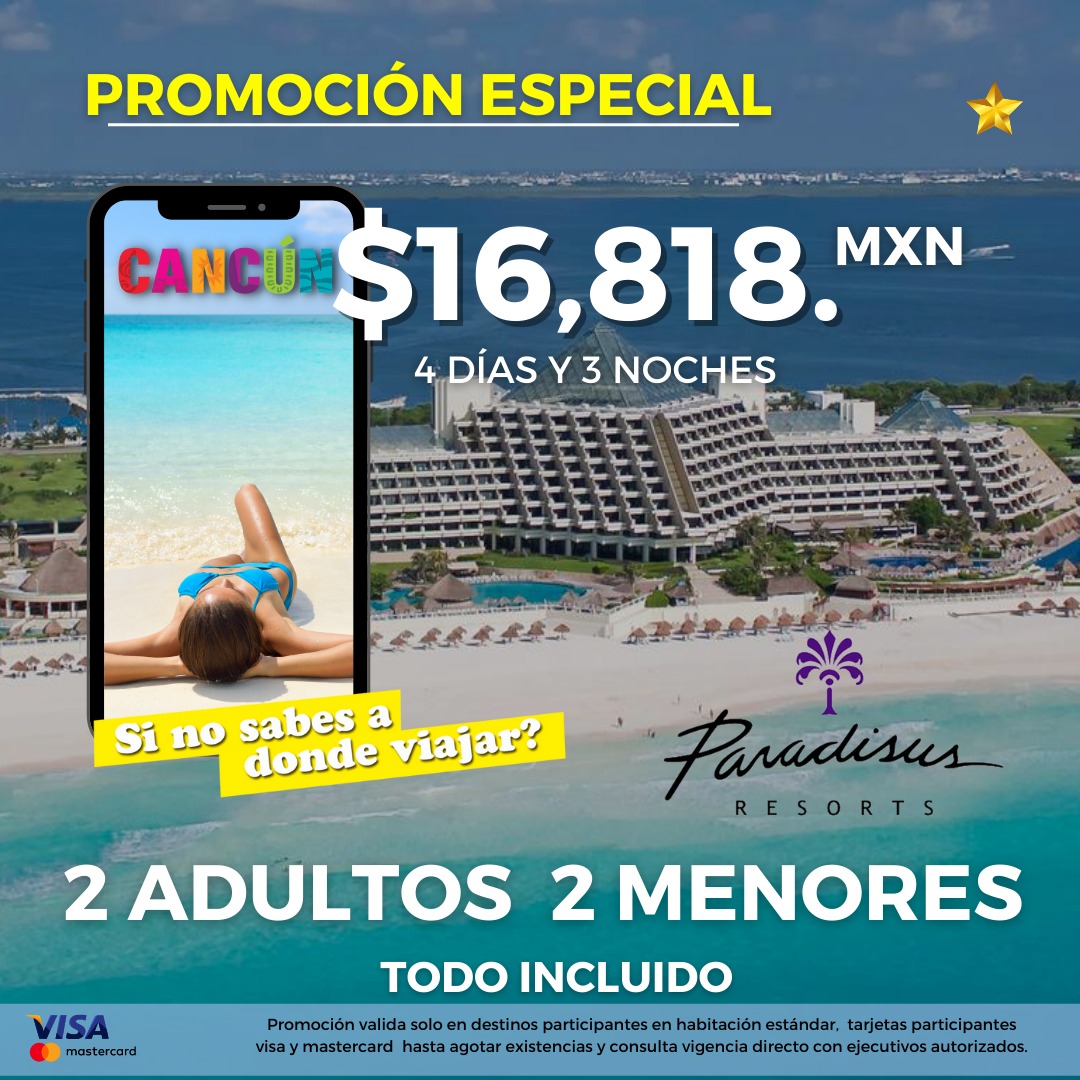 PROMOCIÓN ESPECIAL
CANCÚN
$16,818. MXN
4 DÍAS Y 3 NOCHES
Si no sabes a
donde viajar?
Paradisus
RESORTS
2 ADULTOS 2 MENORES
TODO INCLUIDO
VISA
mastercard
Promoción valida solo en destinos participantes en habitación estándar, tarjetas participantes
visa y mastercard hasta agotar existencias y consulta vigencia directo con ejecutivos autorizados.